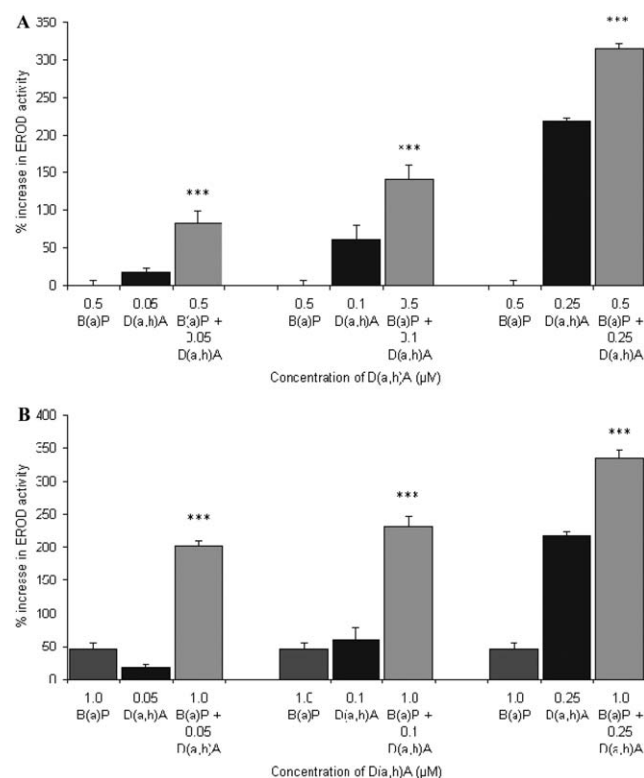 A
***
350
300
250
200
150
100
50
0
% increase in EROD activity
***
***
0.5 0.05 0.5 0.5 0.1 0.5 0.5 0.25 0.5
B(a)P D(a,h)A B(a)P + B(a)P D(a,h)A B(a)P + B(a)P D(a,h)A B(a)P +
0.05 0.1 0.25
D(a,h)A D(a,h)A D(a,h)A
Concentration of D(a,h)A (µM)
B
400
350
300
250
200
150
100
50
0
% increase in EROD activity
***
***
***
1.0 0.05 1.0 1.0 0.1 1.0 1.0 0.25 1.0
B(a)P D(a,h)A B(a)P + B(a)P D(a,h)A B(a)P + B(a)P D(a,h)A B(a)P +
0.05 0.1 0.25
D(a,h)A D(a,h)A D(a,h)A
Concentration of D(a,h)A (µM)